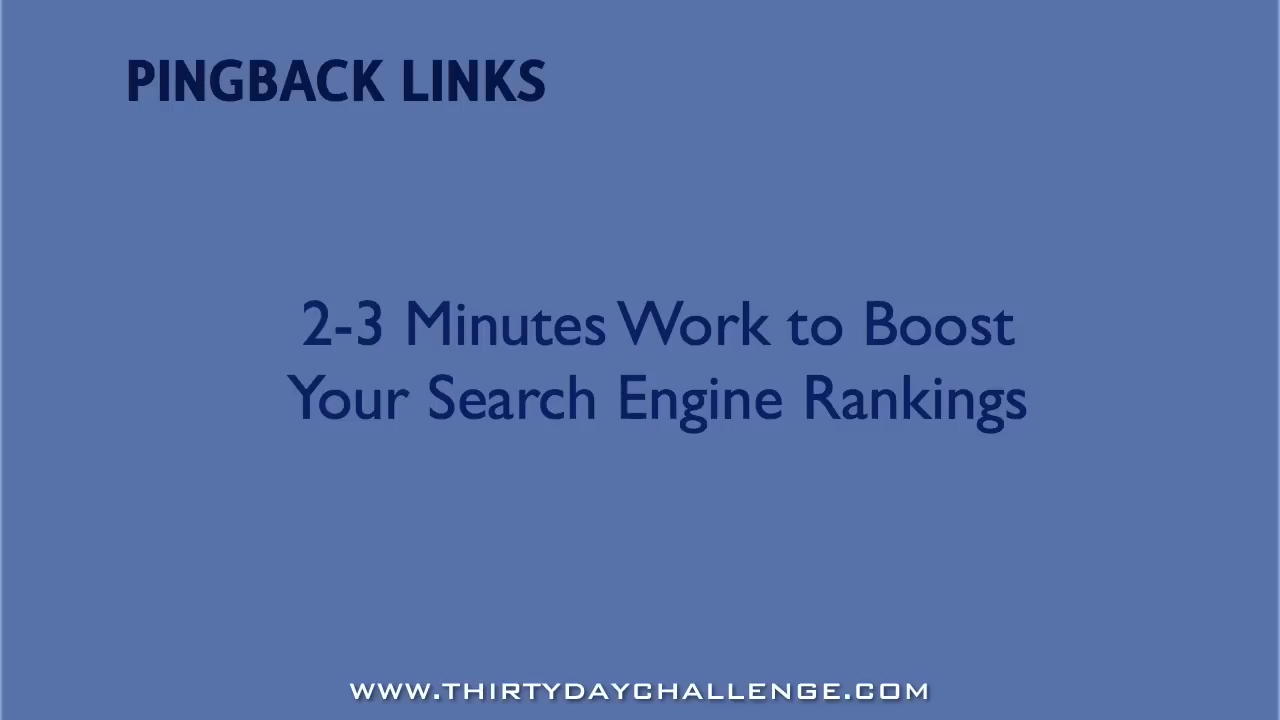 PINGBACK LINKS
2-3 Minutes Work to Boost
Your Search Engine Rankings
WWW.THIRTYDAYCHALLENGE.COM